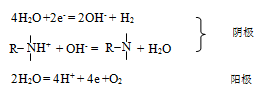 4H₂O+2e⁻ = 2OH⁻ + H₂
R–NH⁺ + OH⁻ = R–N + H₂O
阴极
2H₂O = 4H⁺ + 4e+O₂
阳极